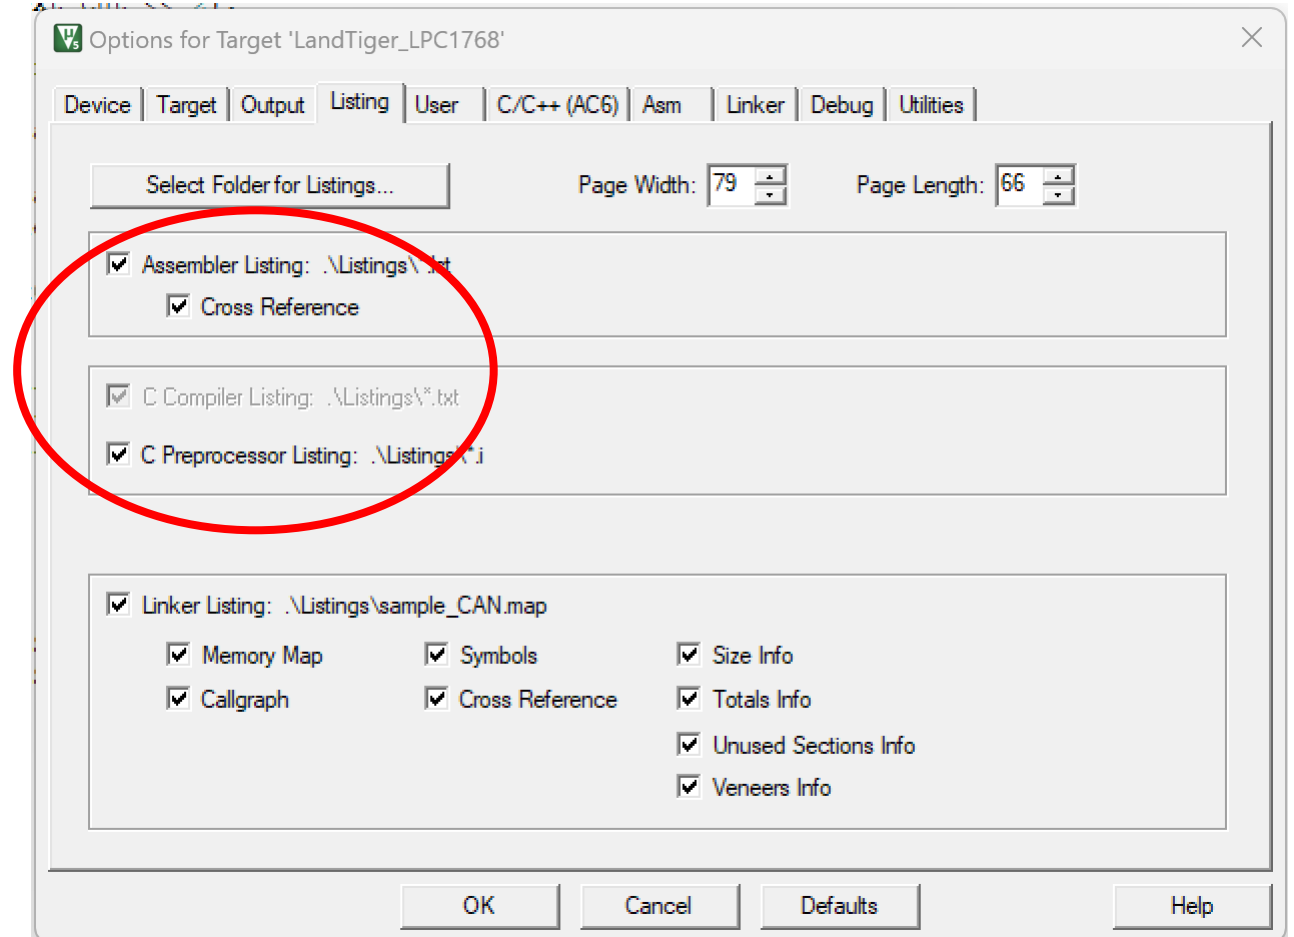 Options for Target 'LandTiger_LPC1768'
Device Target Output Listing User C/C++ (AC6) Asm Linker Debug Utilities
Select Folder for Listings... Page Width: 79 Page Length: 66
Assembler Listing: .\Listings\*.lst
Cross Reference
C Compiler Listing: .\Listings\*.txt
C Preprocessor Listing: .\Listings\*.i
Linker Listing: .\Listings\sample_CAN.map
Memory Map Symbols Size Info
Callgraph Cross Reference Totals Info
Unused Sections Info
Veneers Info
OK Cancel Defaults Help